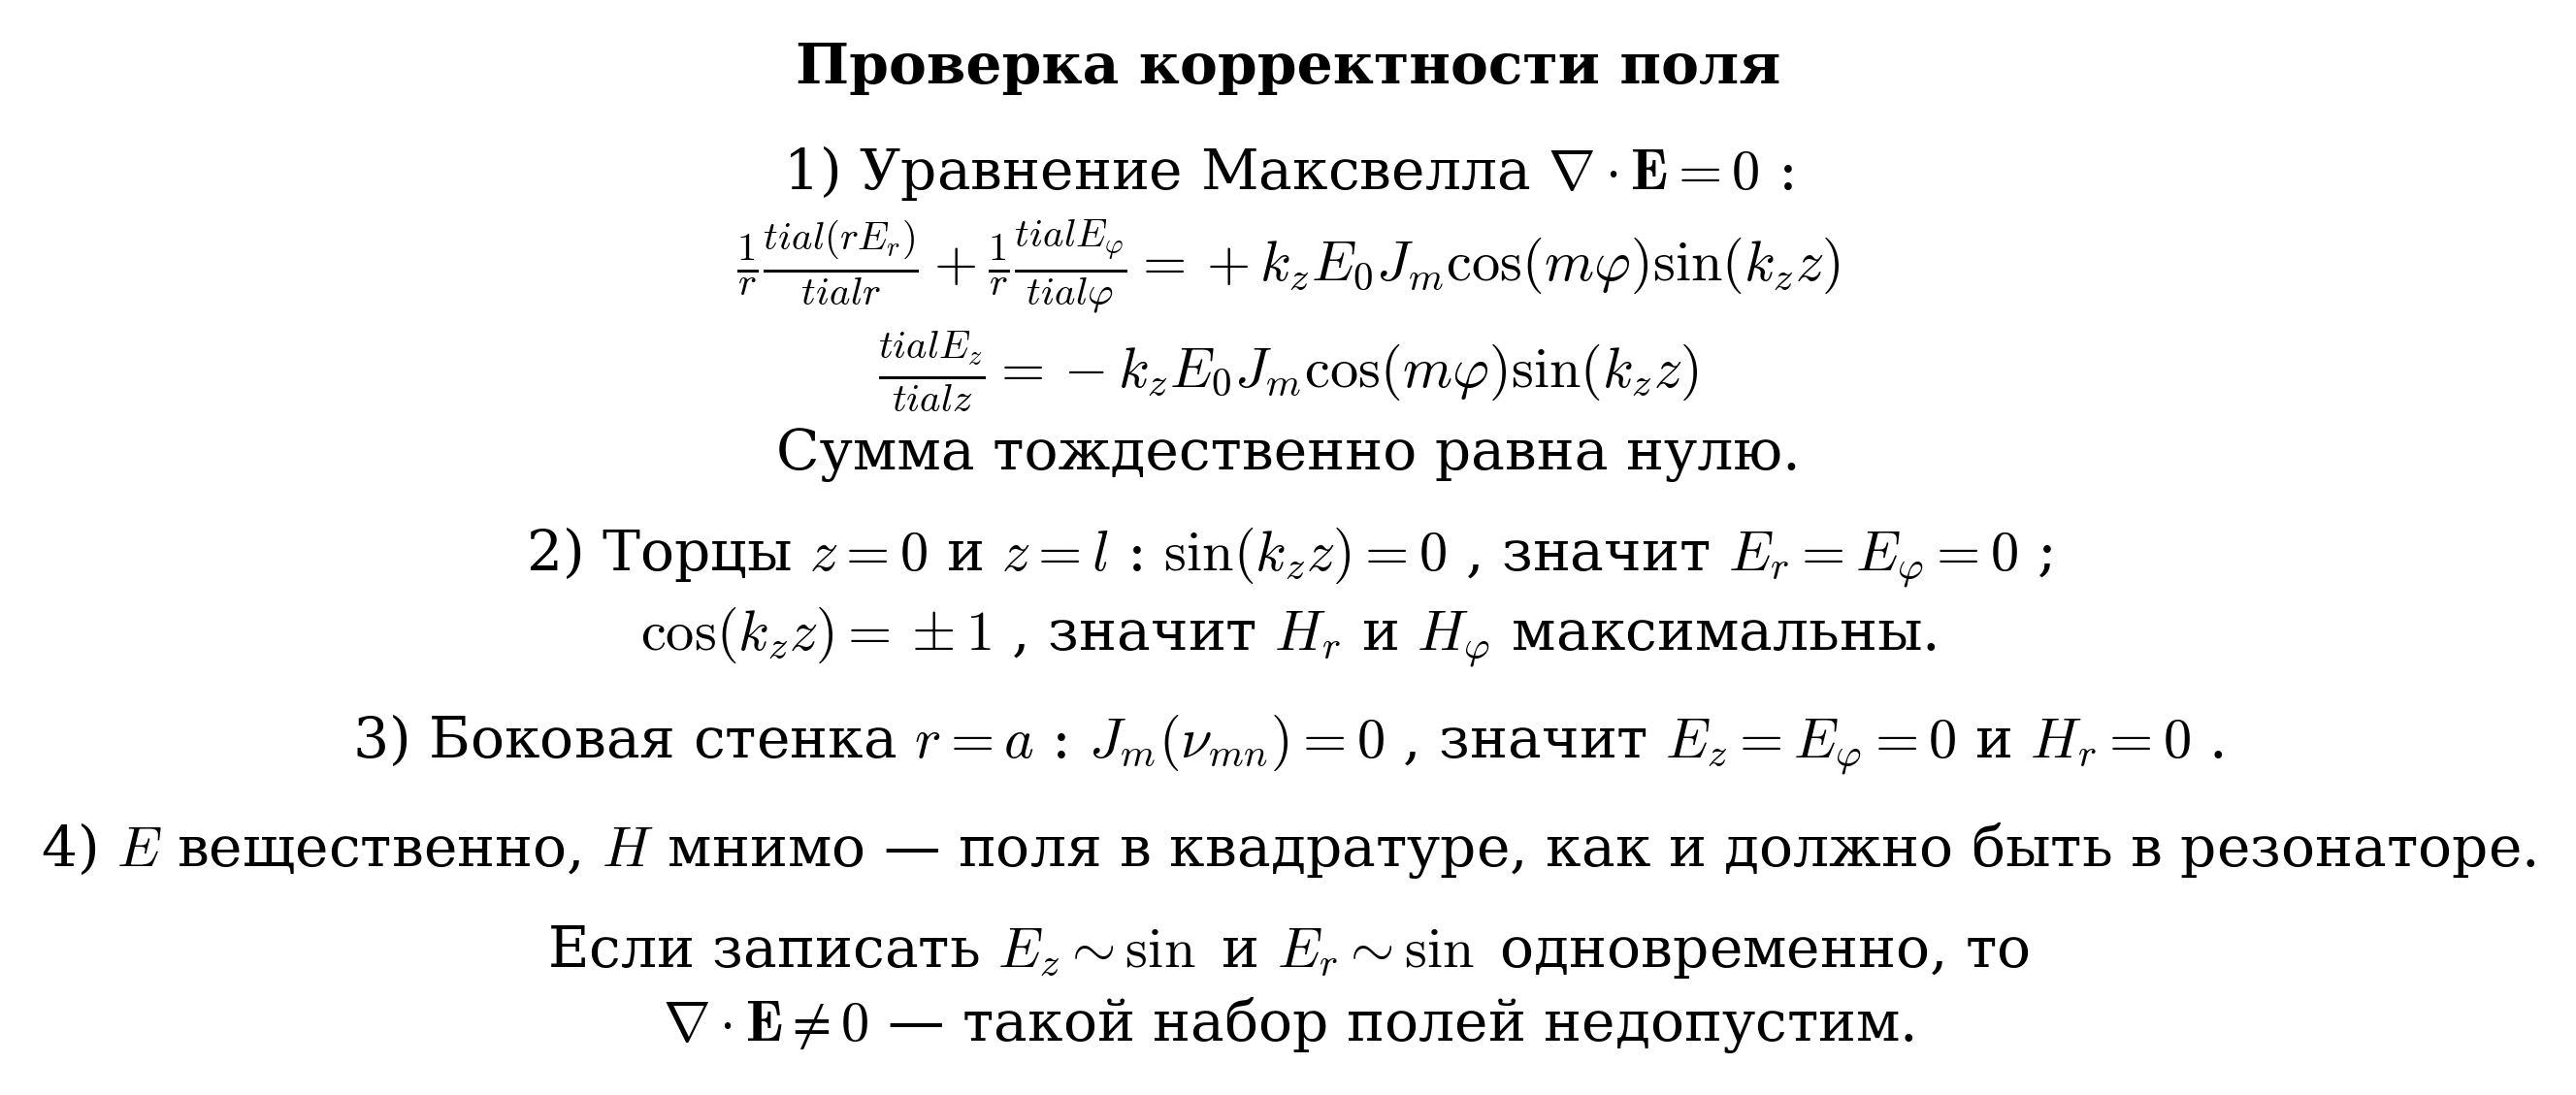 Проверка корректности поля
1) Уравнение Максвелла ∇ · E = 0 :
1/r tial(rE_r)/tialr + 1/r tialE_φ/tialφ = + k_z E_0 J_m cos(mφ)sin(k_z z)
tialE_z/tialz = − k_z E_0 J_m cos(mφ)sin(k_z z)
Сумма тождественно равна нулю.
2) Торцы z = 0 и z = l : sin(k_z z) = 0 , значит E_r = E_φ = 0 ;
cos(k_z z) = ± 1 , значит H_r и H_φ максимальны.
3) Боковая стенка r = a : J_m(ν_mn) = 0 , значит E_z = E_φ = 0 и H_r = 0 .
4) E вещественно, H мнимо — поля в квадратуре, как и должно быть в резонаторе.
Если записать E_z ∼ sin и E_r ∼ sin одновременно, то
∇ · E ≠ 0 — такой набор полей недопустим.